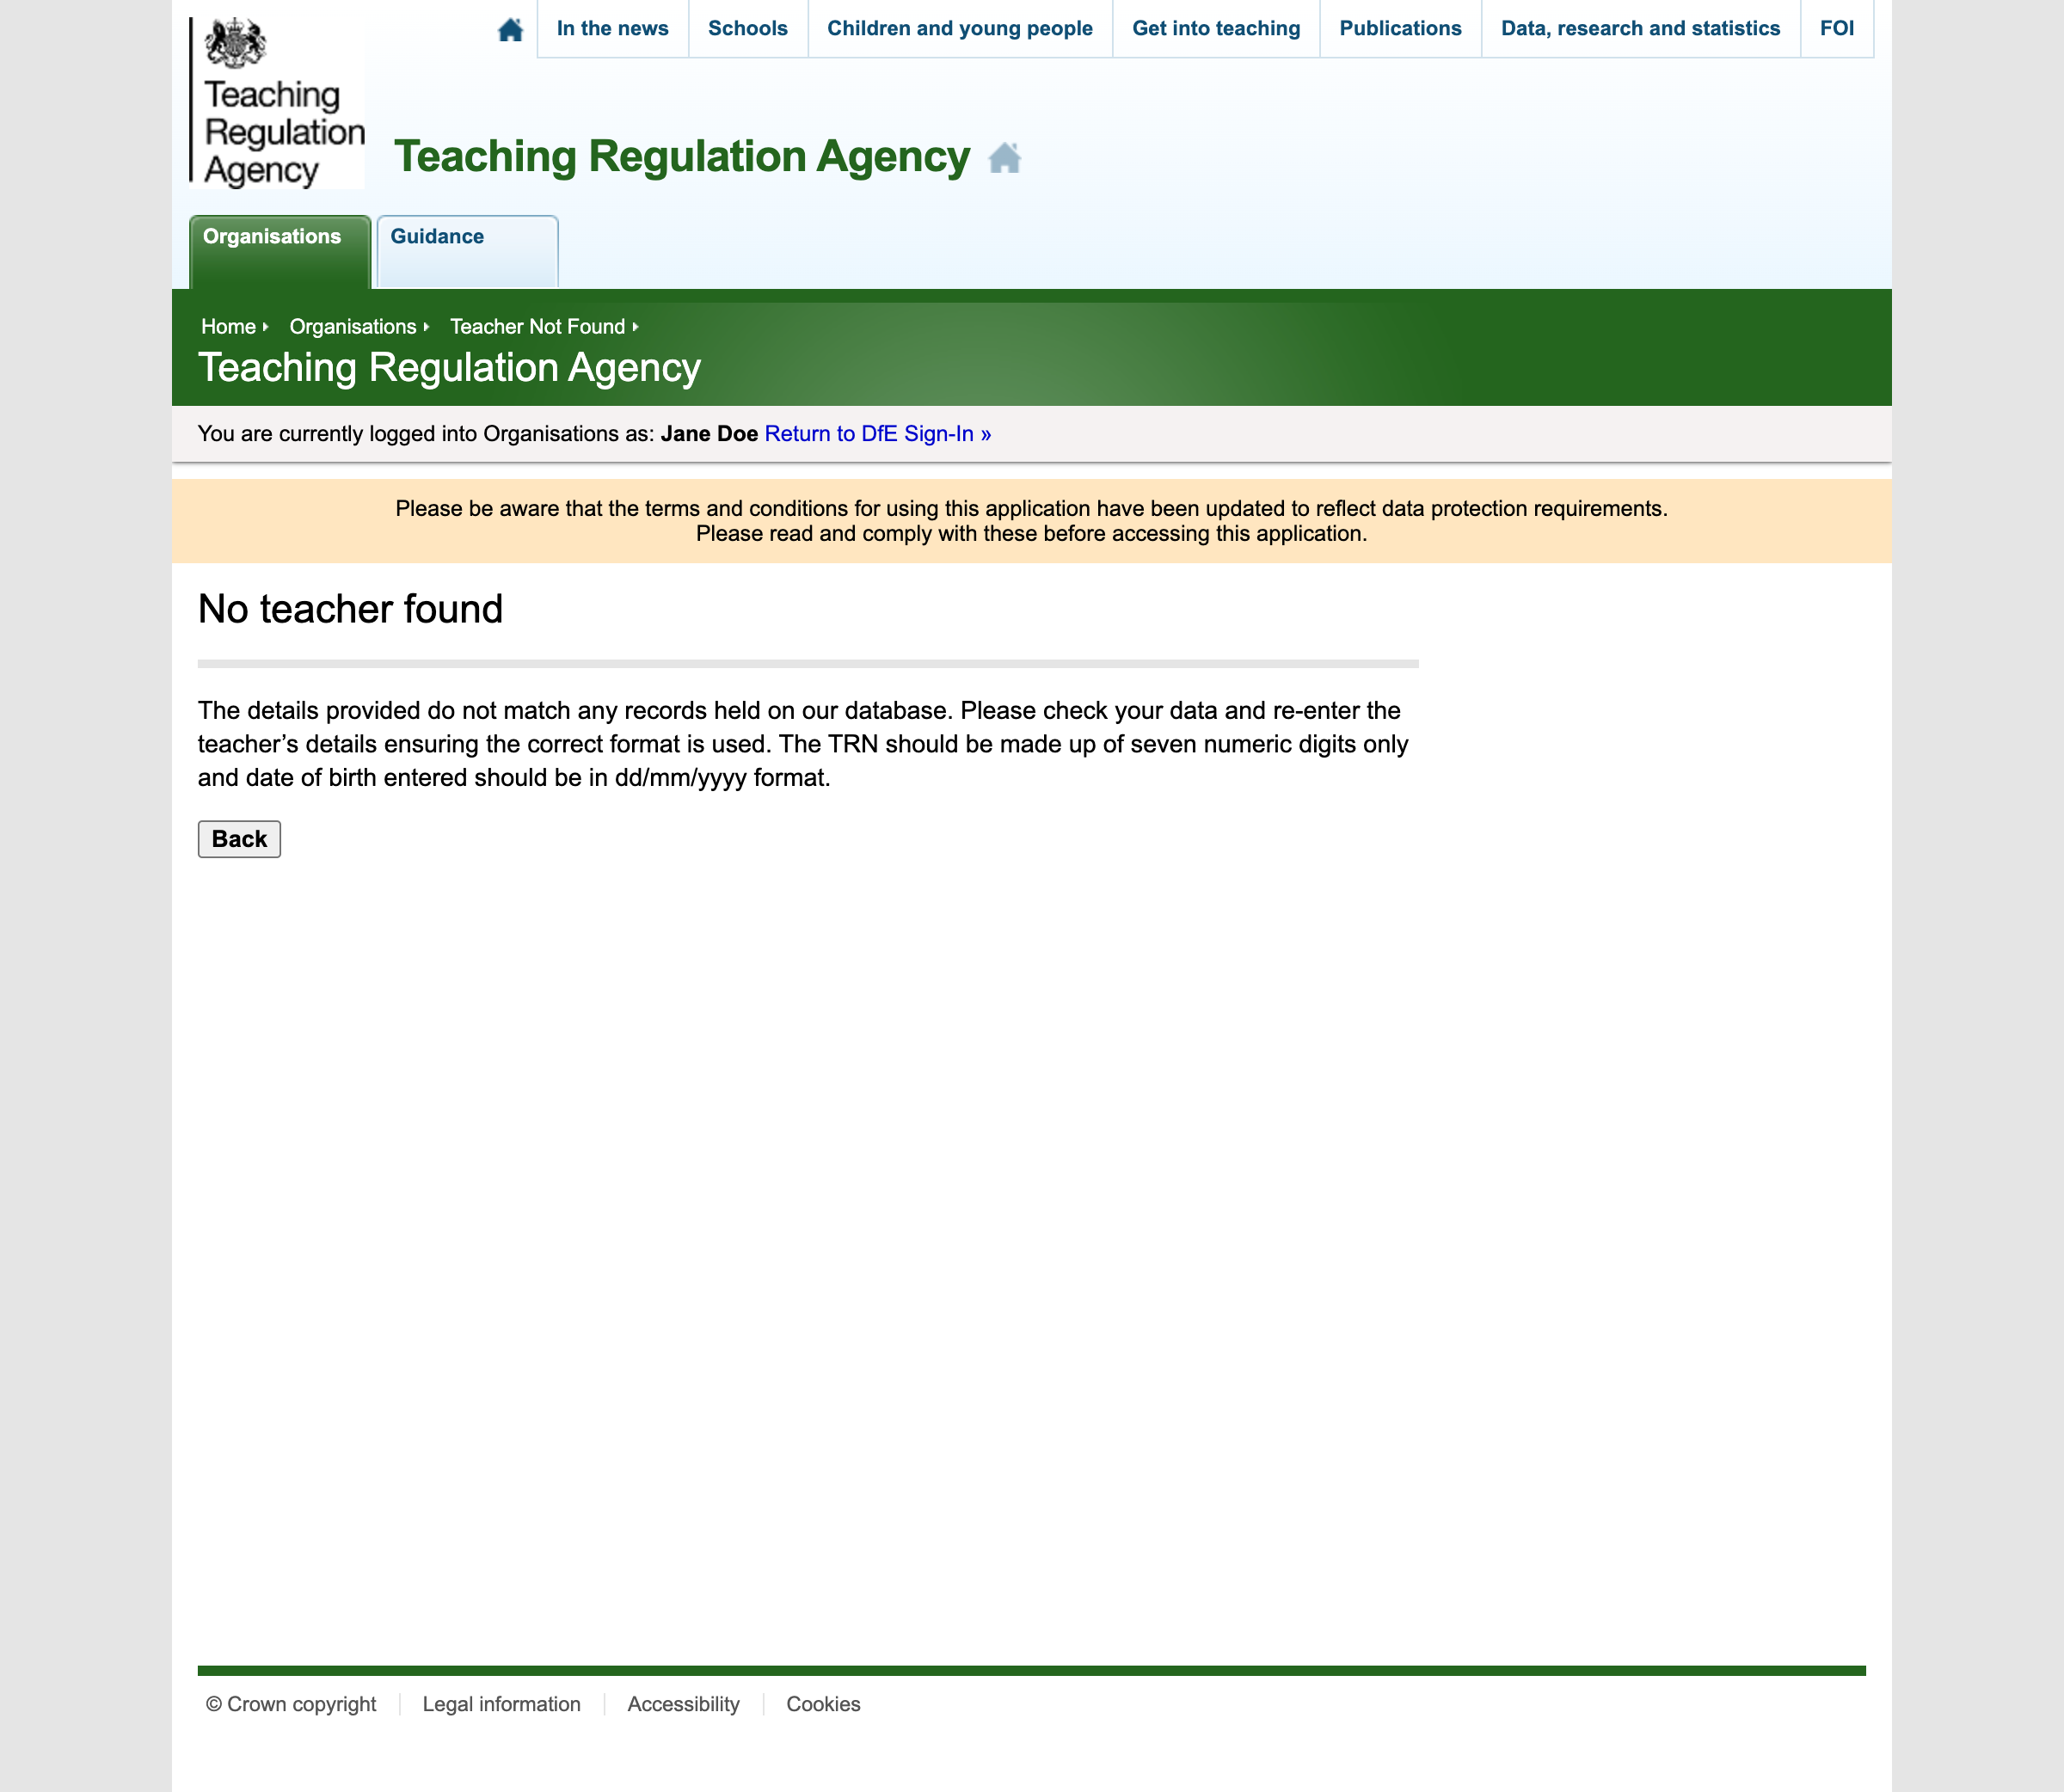 Teaching
Regulation
Agency
In the news
Schools
Children and young people
Get into teaching
Publications
Data, research and statistics
FOI
Teaching Regulation Agency
Organisations
Guidance
Home
Organisations
Teacher Not Found
Teaching Regulation Agency
You are currently logged into Organisations as: Jane Doe Return to DfE Sign-In »
Please be aware that the terms and conditions for using this application have been updated to reflect data protection requirements.
Please read and comply with these before accessing this application.
No teacher found
The details provided do not match any records held on our database. Please check your data and re-enter the
teacher’s details ensuring the correct format is used. The TRN should be made up of seven numeric digits only
and date of birth entered should be in dd/mm/yyyy format.
Back
© Crown copyright
Legal information
Accessibility
Cookies